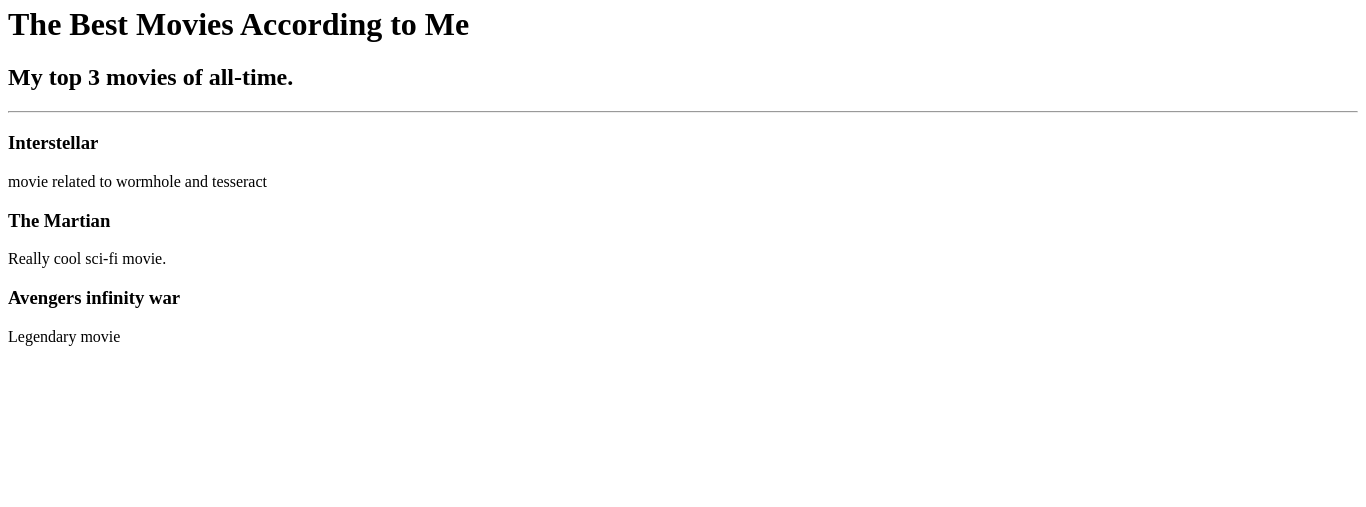 The Best Movies According to Me
My top 3 movies of all-time.
Interstellar
movie related to wormhole and tesseract
The Martian
Really cool sci-fi movie.
Avengers infinity war
Legendary movie